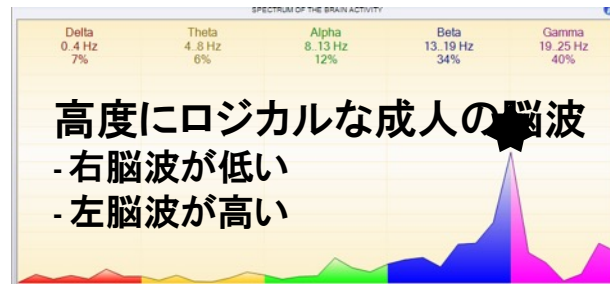 SPECTRUM OF THE BRAIN ACTIVITY
Delta Theta Alpha Beta Gamma
0..4 Hz 4..8 Hz 8..13 Hz 13..19 Hz 19..25 Hz
7% 6% 12% 34% 40%
高度にロジカルな成人の脳波
- 右脳波が低い
- 左脳波が高い